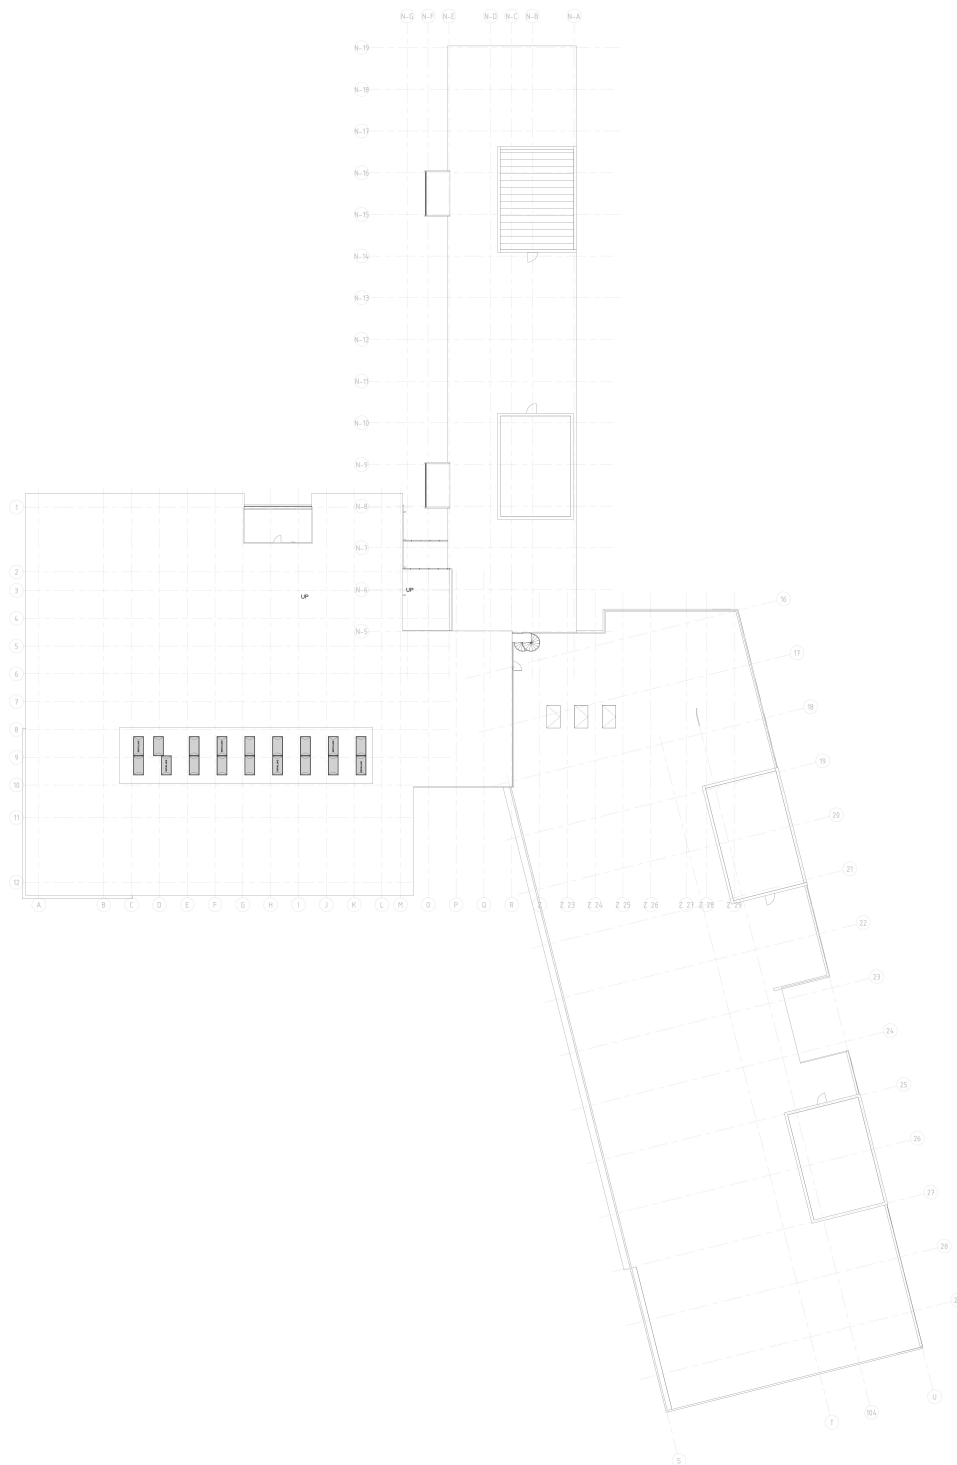 N-G N-F N-E N-D N-C N-B N-A
N-19
N-18
N-17
N-16
N-15
N-14
N-13
N-12
N-11
N-10
N-9
1 N-8
N-7
2
3 UP N-6 UP
16
4
N-5
5
17
6
7 18
8
9 19
10
11 20
21
12
A B C D E F G H I J K L M O P Q R Z Z 23 Z 24 Z 25 Z 26 Z 27 Z 28 Z 29
22
23
24
25
26
27
28
U
104
T
S